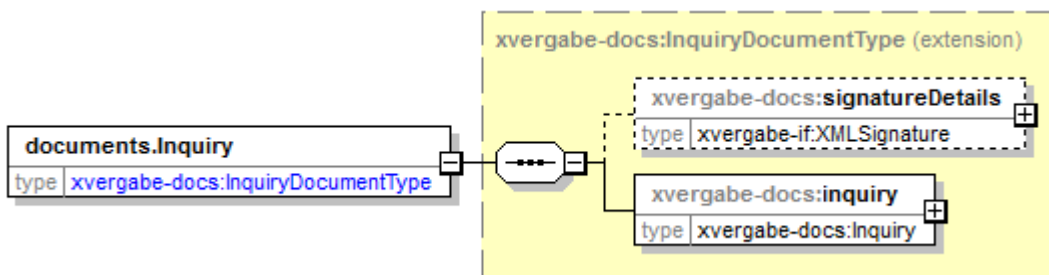 xvergabe-docs:InquiryDocumentType (extension)
xvergabe-docs:signatureDetails
type xvergabe-if:XMLSignature
documents.Inquiry
type xvergabe-docs:InquiryDocumentType
xvergabe-docs:inquiry
type xvergabe-docs:Inquiry